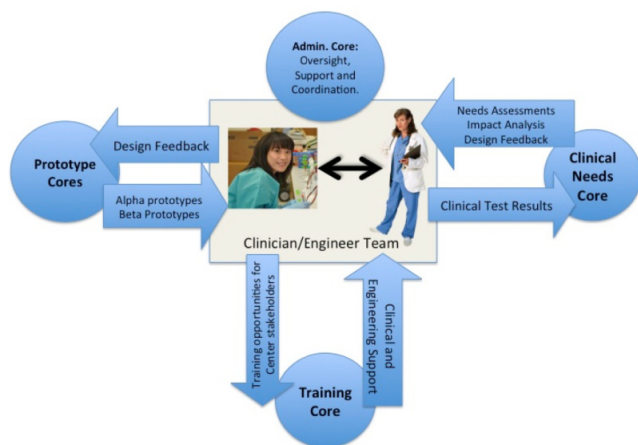 Admin. Core:
Oversight,
Support and
Coordination.
Needs Assessments
Impact Analysis
Design Feedback
Design Feedback
Prototype
Cores
Clinical
Needs
Core
Alpha prototypes
Beta Prototypes
Clinical Test Results
Clinician/Engineer Team
Training opportunities for
Center stakeholders
Clinical and
Engineering Support
Training
Core